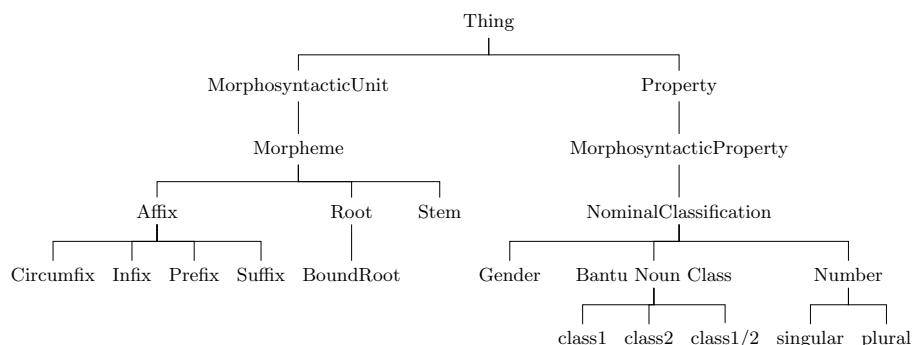 Thing
MorphosyntacticUnit Property
Morpheme MorphosyntacticProperty
Affix Root Stem NominalClassification
Circumfix Infix Prefix Suffix BoundRoot Gender Bantu Noun Class Number
class1 class2 class1/2 singular plural